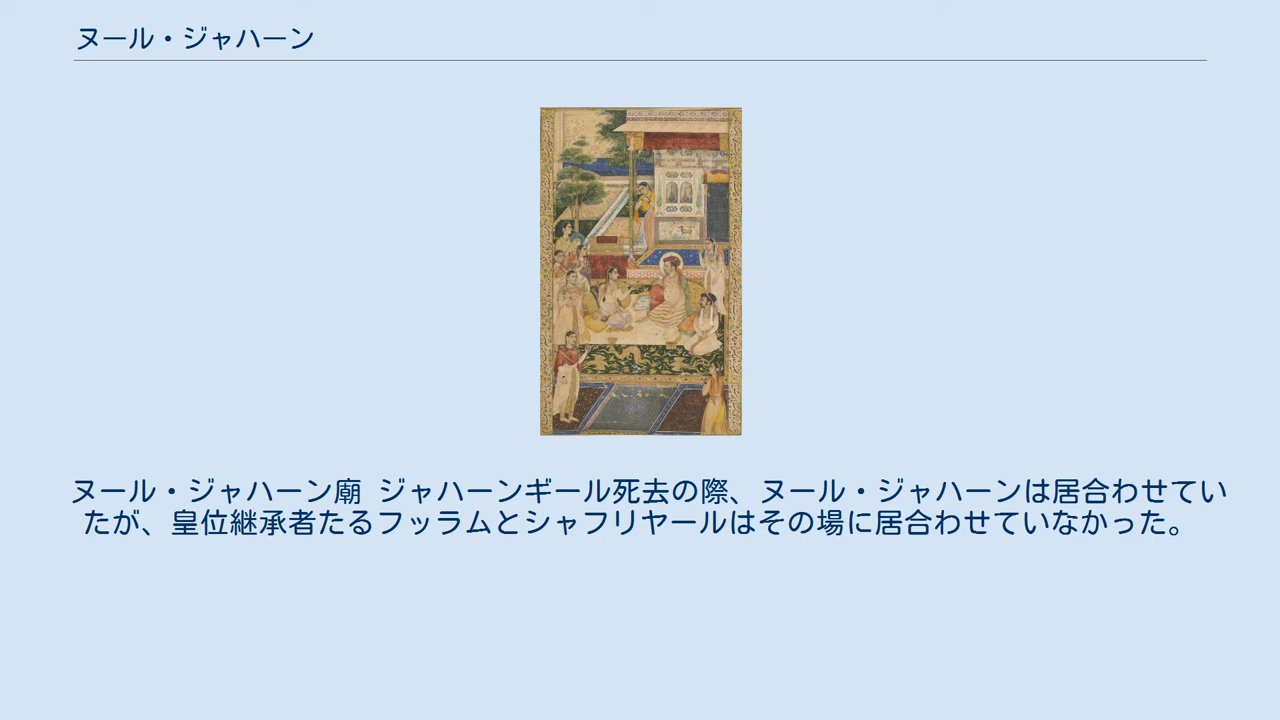 ヌール・ジャハーン
ヌール・ジャハーン廟 ジャハーンギール死去の際、ヌール・ジャハーンは居合わせてい
たが、皇位継承者たるフッラムとシャフリヤールはその場に居合わせていなかった。